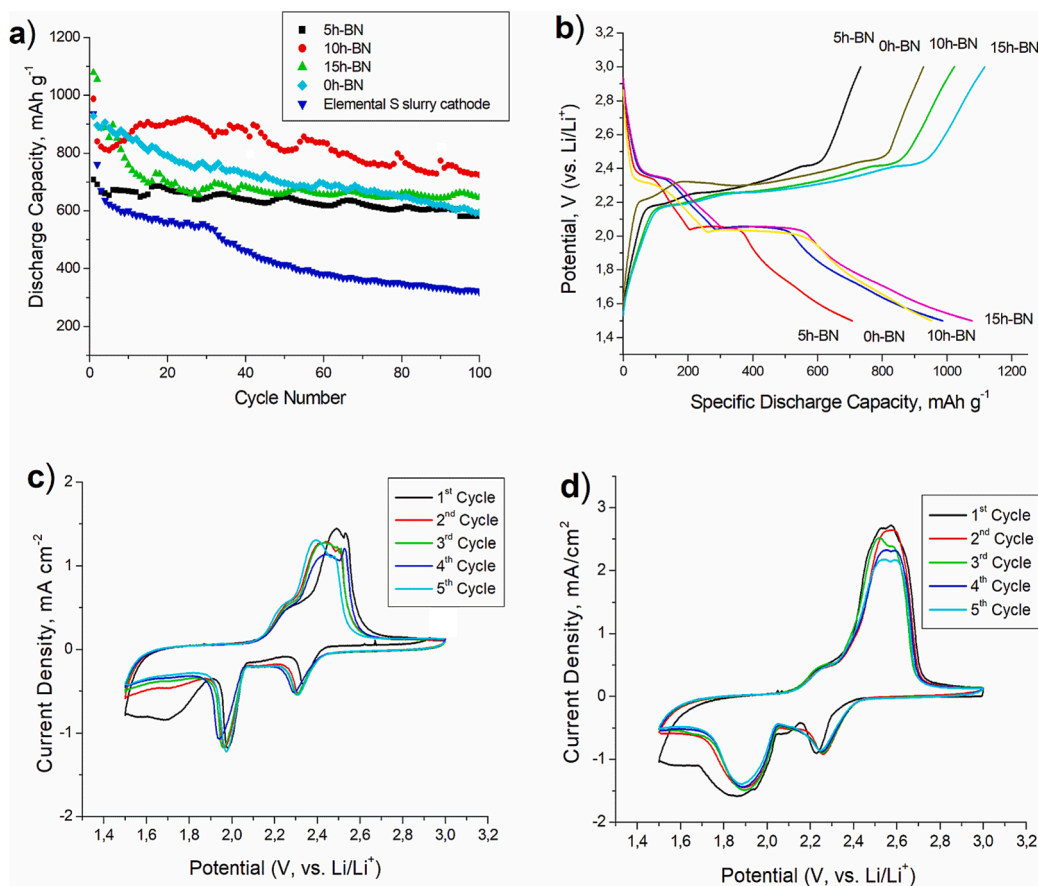 a)
1200
1000
800
600
400
200
0
20
40
60
80
100
Discharge Capacity, mAh g⁻¹
Cycle Number
5h-BN
10h-BN
15h-BN
0h-BN
Elemental S slurry cathode
b)
3,2
3,0
2,8
2,6
2,4
2,2
2,0
1,8
1,6
1,4
0
200
400
600
800
1000
1200
Potential, V (vs. Li/Li⁺)
Specific Discharge Capacity, mAh g⁻¹
5h-BN
0h-BN
10h-BN
15h-BN
5h-BN
0h-BN
10h-BN
15h-BN
c)
2
1
0
-1
-2
1,4
1,6
1,8
2,0
2,2
2,4
2,6
2,8
3,0
3,2
Current Density, mA cm⁻²
Potential (V, vs. Li/Li⁺)
1ˢᵗ Cycle
2ⁿᵈ Cycle
3ʳᵈ Cycle
4ᵗʰ Cycle
5ᵗʰ Cycle
d)
3
2
1
0
-1
-2
1,4
1,6
1,8
2,0
2,2
2,4
2,6
2,8
3,0
3,2
Current Density, mA/cm²
Potential (V, vs. Li/Li⁺)
1ˢᵗ Cycle
2ⁿᵈ Cycle
3ʳᵈ Cycle
4ᵗʰ Cycle
5ᵗʰ Cycle